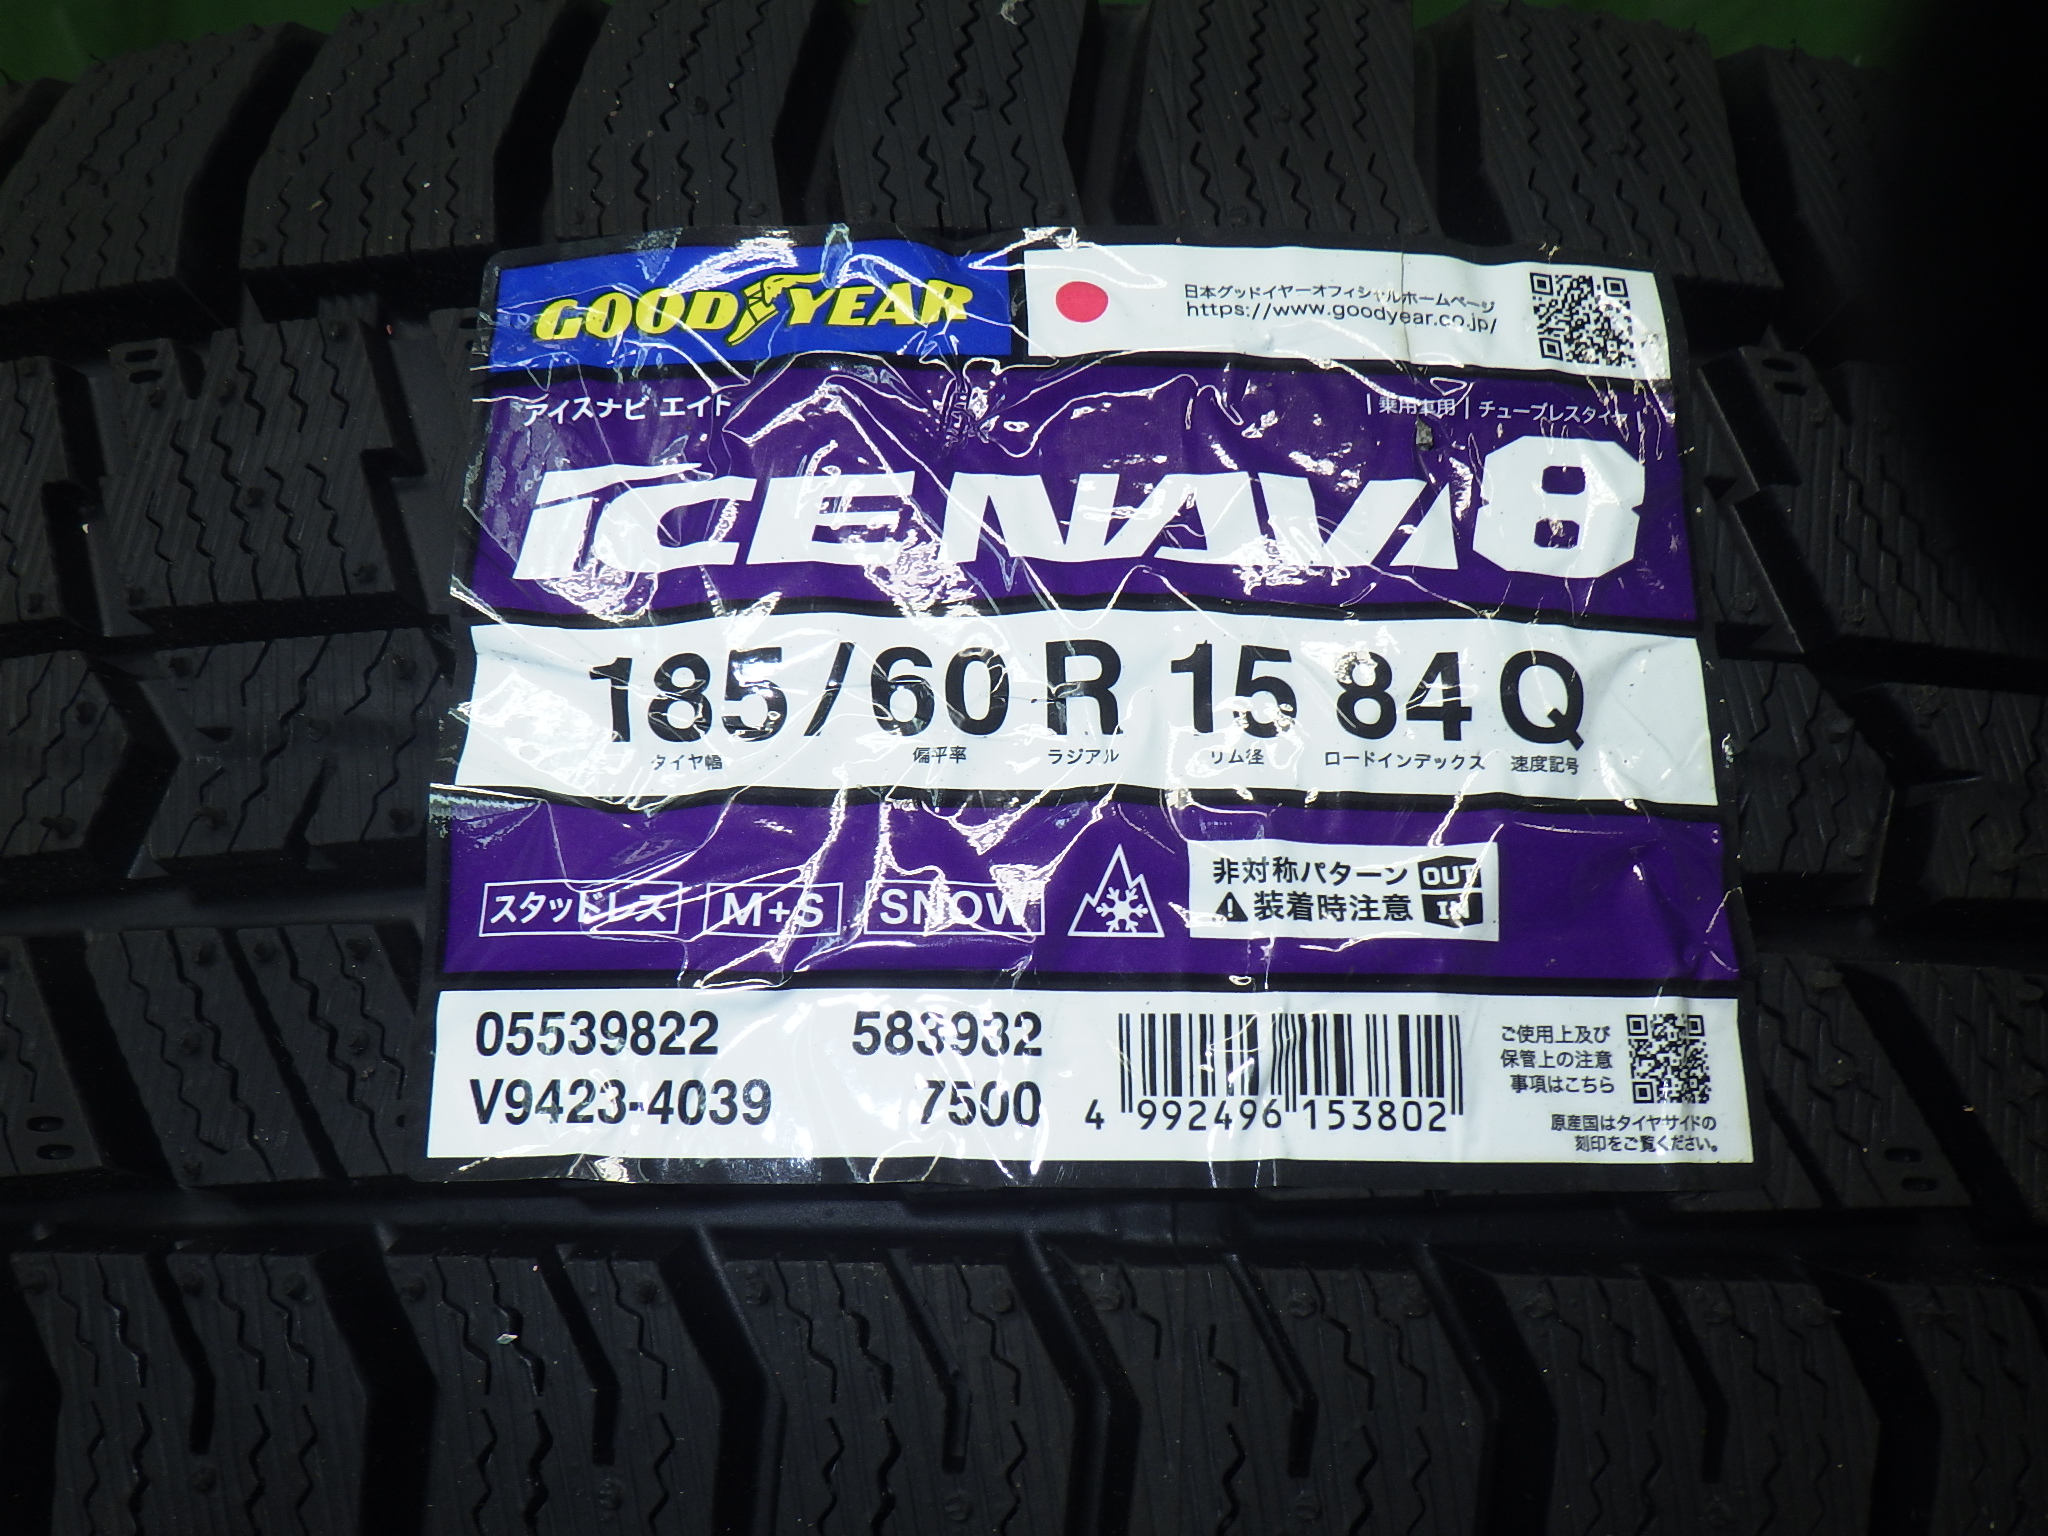 GOODYEAR
日本グッドイヤーオフィシャルホームページ
https://www.goodyear.co.jp/
アイスナビ エイト
| 乗用車用 | チューブレスタイヤ |
ICE NAVI 8
185/60 R 15 84 Q
タイヤ幅 偏平率 ラジアル リム径 ロードインデックス 速度記号
スタッドレス M+S SNOW
非対称パターン OUT
装着時注意 IN
05539822 583932
V9423-4039 7500
4 992496 153802
ご使用上及び
保管上の注意
事項はこちら
原産国はタイヤサイドの
刻印をご覧ください。